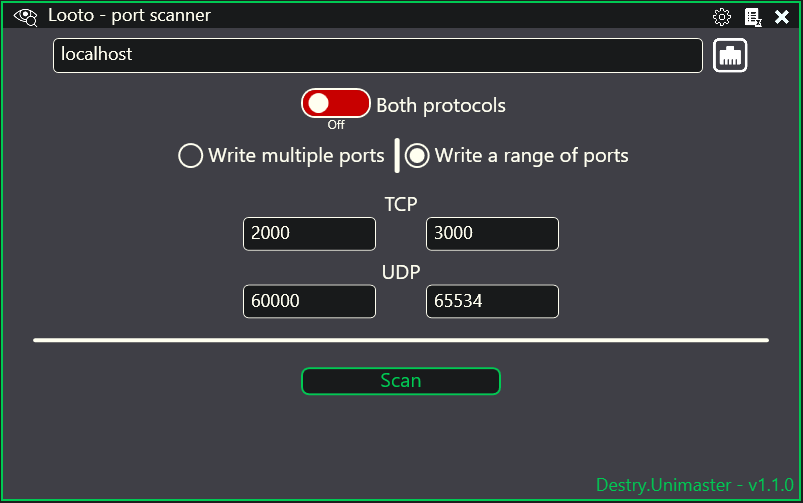 Looto - port scanner
localhost
Both protocols
Off
Write multiple ports
Write a range of ports
TCP
2000 3000
UDP
60000 65534
Scan
Destry.Unimaster - v1.1.0